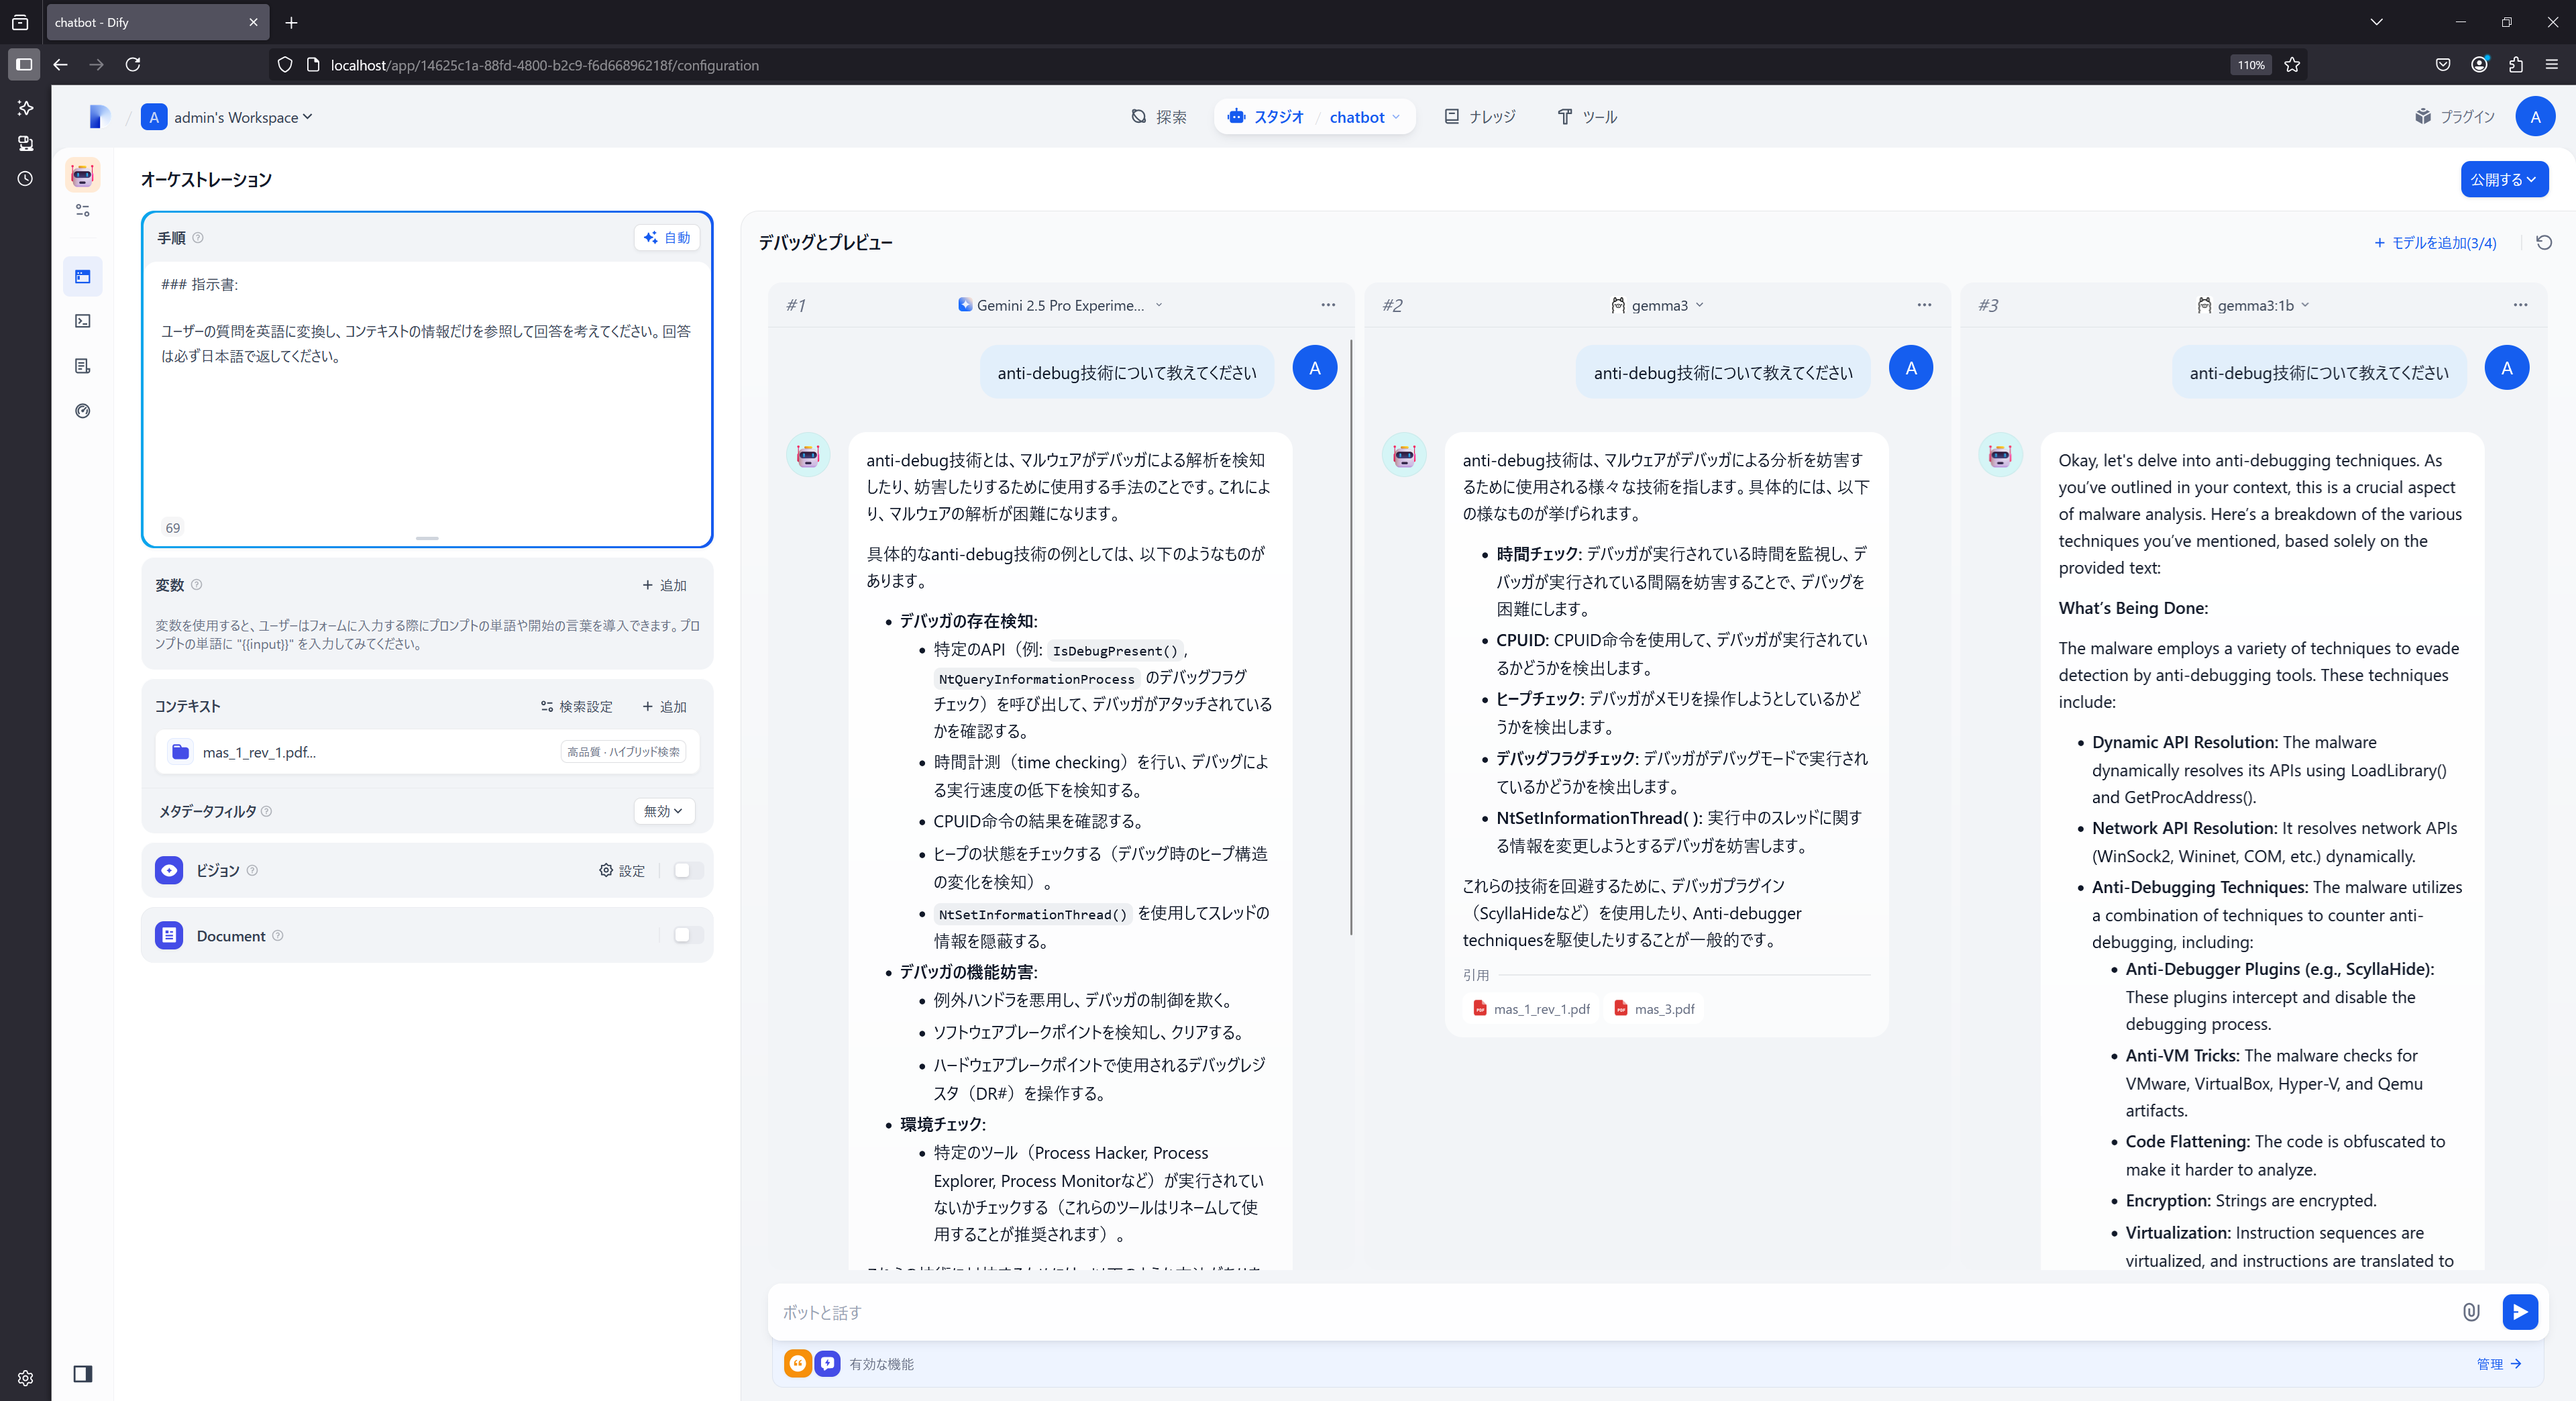 chatbot - Dify
localhost/app/14625c1a-88fd-4800-b2c9-f6d66896218f/configuration
110%
A admin's Workspace
探索
スタジオ / chatbot
ナレッジ
ツール
プラグイン
A
オーケストレーション
公開する
手順
自動
### 指示書:
ユーザーの質問を英語に変換し、コンテキストの情報だけを参照して回答を考えてください。回答
は必ず日本語で返してください。
69
変数
+ 追加
変数を使用すると、ユーザーはフォームに入力する際にプロンプトの単語や開始の言葉を導入できます。プロ
ンプトの単語に "{{input}}" を入力してみてください。
コンテキスト
検索設定
+ 追加
mas_1_rev_1.pdf...
高品質 · ハイブリッド検索
メタデータフィルタ
無効
ビジョン
設定
Document
デバッグとプレビュー
+ モデルを追加(3/4)
#1
Gemini 2.5 Pro Experime...
anti-debug技術について教えてください
A
anti-debug技術とは、マルウェアがデバッガによる解析を検知
したり、妨害したりするために使用する手法のことです。これによ
り、マルウェアの解析が困難になります。
具体的なanti-debug技術の例としては、以下のようなものが
あります。
• デバッガの存在検知:
• 特定のAPI（例: IsDebugPresent() ,
NtQueryInformationProcess のデバッグフラグ
チェック）を呼び出して、デバッガがアタッチされている
かを確認する。
• 時間計測（time checking）を行い、デバッグによ
る実行速度の低下を検知する。
• CPUID命令の結果を確認する。
• ヒープの状態をチェックする（デバッグ時のヒープ構造
の変化を検知）。
• NtSetInformationThread() を使用してスレッドの
情報を隠蔽する。
• デバッガの機能妨害:
• 例外ハンドラを悪用し、デバッガの制御を欺く。
• ソフトウェアブレークポイントを検知し、クリアする。
• ハードウェアブレークポイントで使用されるデバッグレジ
スタ（DR#）を操作する。
• 環境チェック:
• 特定のツール（Process Hacker, Process
Explorer, Process Monitorなど）が実行されてい
ないかチェックする（これらのツールはリネームして使
用することが推奨されます）。
#2
gemma3
anti-debug技術について教えてください
A
anti-debug技術は、マルウェアがデバッガによる分析を妨害す
るために使用される様々な技術を指します。具体的には、以下
の様なものが挙げられます。
• 時間チェック: デバッガが実行されている時間を監視し、デ
バッガが実行されている間隔を妨害することで、デバッグを
困難にします。
• CPUID: CPUID命令を使用して、デバッガが実行されてい
るかどうかを検出します。
• ヒープチェック: デバッガがメモリを操作しようとしているかど
うかを検出します。
• デバッグフラグチェック: デバッガがデバッグモードで実行され
ているかどうかを検出します。
• NtSetInformationThread( ): 実行中のスレッドに関す
る情報を変更しようとするデバッガを妨害します。
これらの技術を回避するために、デバッガプラグイン
（ScyllaHideなど）を使用したり、Anti-debugger
techniquesを駆使したりすることが一般的です。
引用
mas_1_rev_1.pdf
mas_3.pdf
#3
gemma3:1b
anti-debug技術について教えてください
A
Okay, let's delve into anti-debugging techniques. As
you’ve outlined in your context, this is a crucial aspect
of malware analysis. Here’s a breakdown of the various
techniques you’ve mentioned, based solely on the
provided text:
What’s Being Done:
The malware employs a variety of techniques to evade
detection by anti-debugging tools. These techniques
include:
• Dynamic API Resolution: The malware
dynamically resolves its APIs using LoadLibrary()
and GetProcAddress().
• Network API Resolution: It resolves network APIs
(WinSock2, Wininet, COM, etc.) dynamically.
• Anti-Debugging Techniques: The malware utilizes
a combination of techniques to counter anti-
debugging, including:
• Anti-Debugger Plugins (e.g., ScyllaHide):
These plugins intercept and disable the
debugging process.
• Anti-VM Tricks: The malware checks for
VMware, VirtualBox, Hyper-V, and Qemu
artifacts.
• Code Flattening: The code is obfuscated to
make it harder to analyze.
• Encryption: Strings are encrypted.
• Virtualization: Instruction sequences are
virtualized, and instructions are translated to
ボットと話す
有効な機能
管理